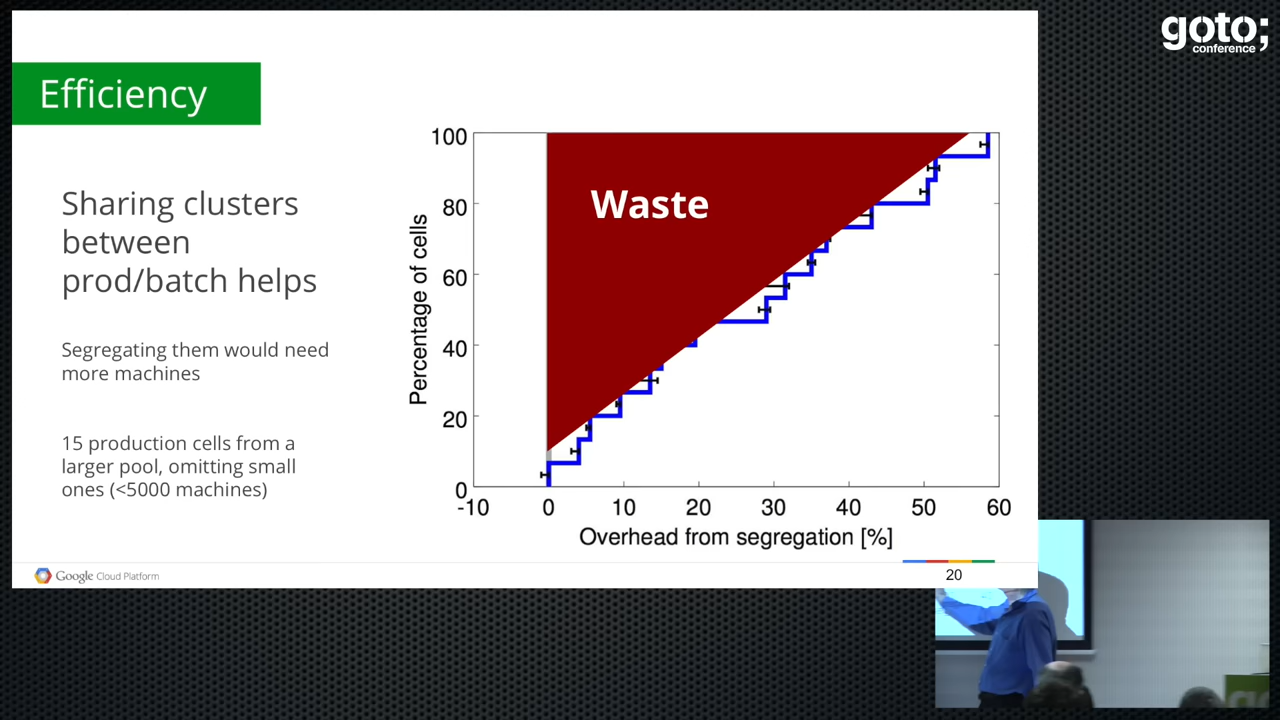 goto;
conference
Efficiency
Sharing clusters
between
prod/batch helps
Segregating them would need
more machines
15 production cells from a
larger pool, omitting small
ones (<5000 machines)
Waste
Percentage of cells
100
80
60
40
20
0
-10
0
10
20
30
40
50
60
Overhead from segregation [%]
Google Cloud Platform
20